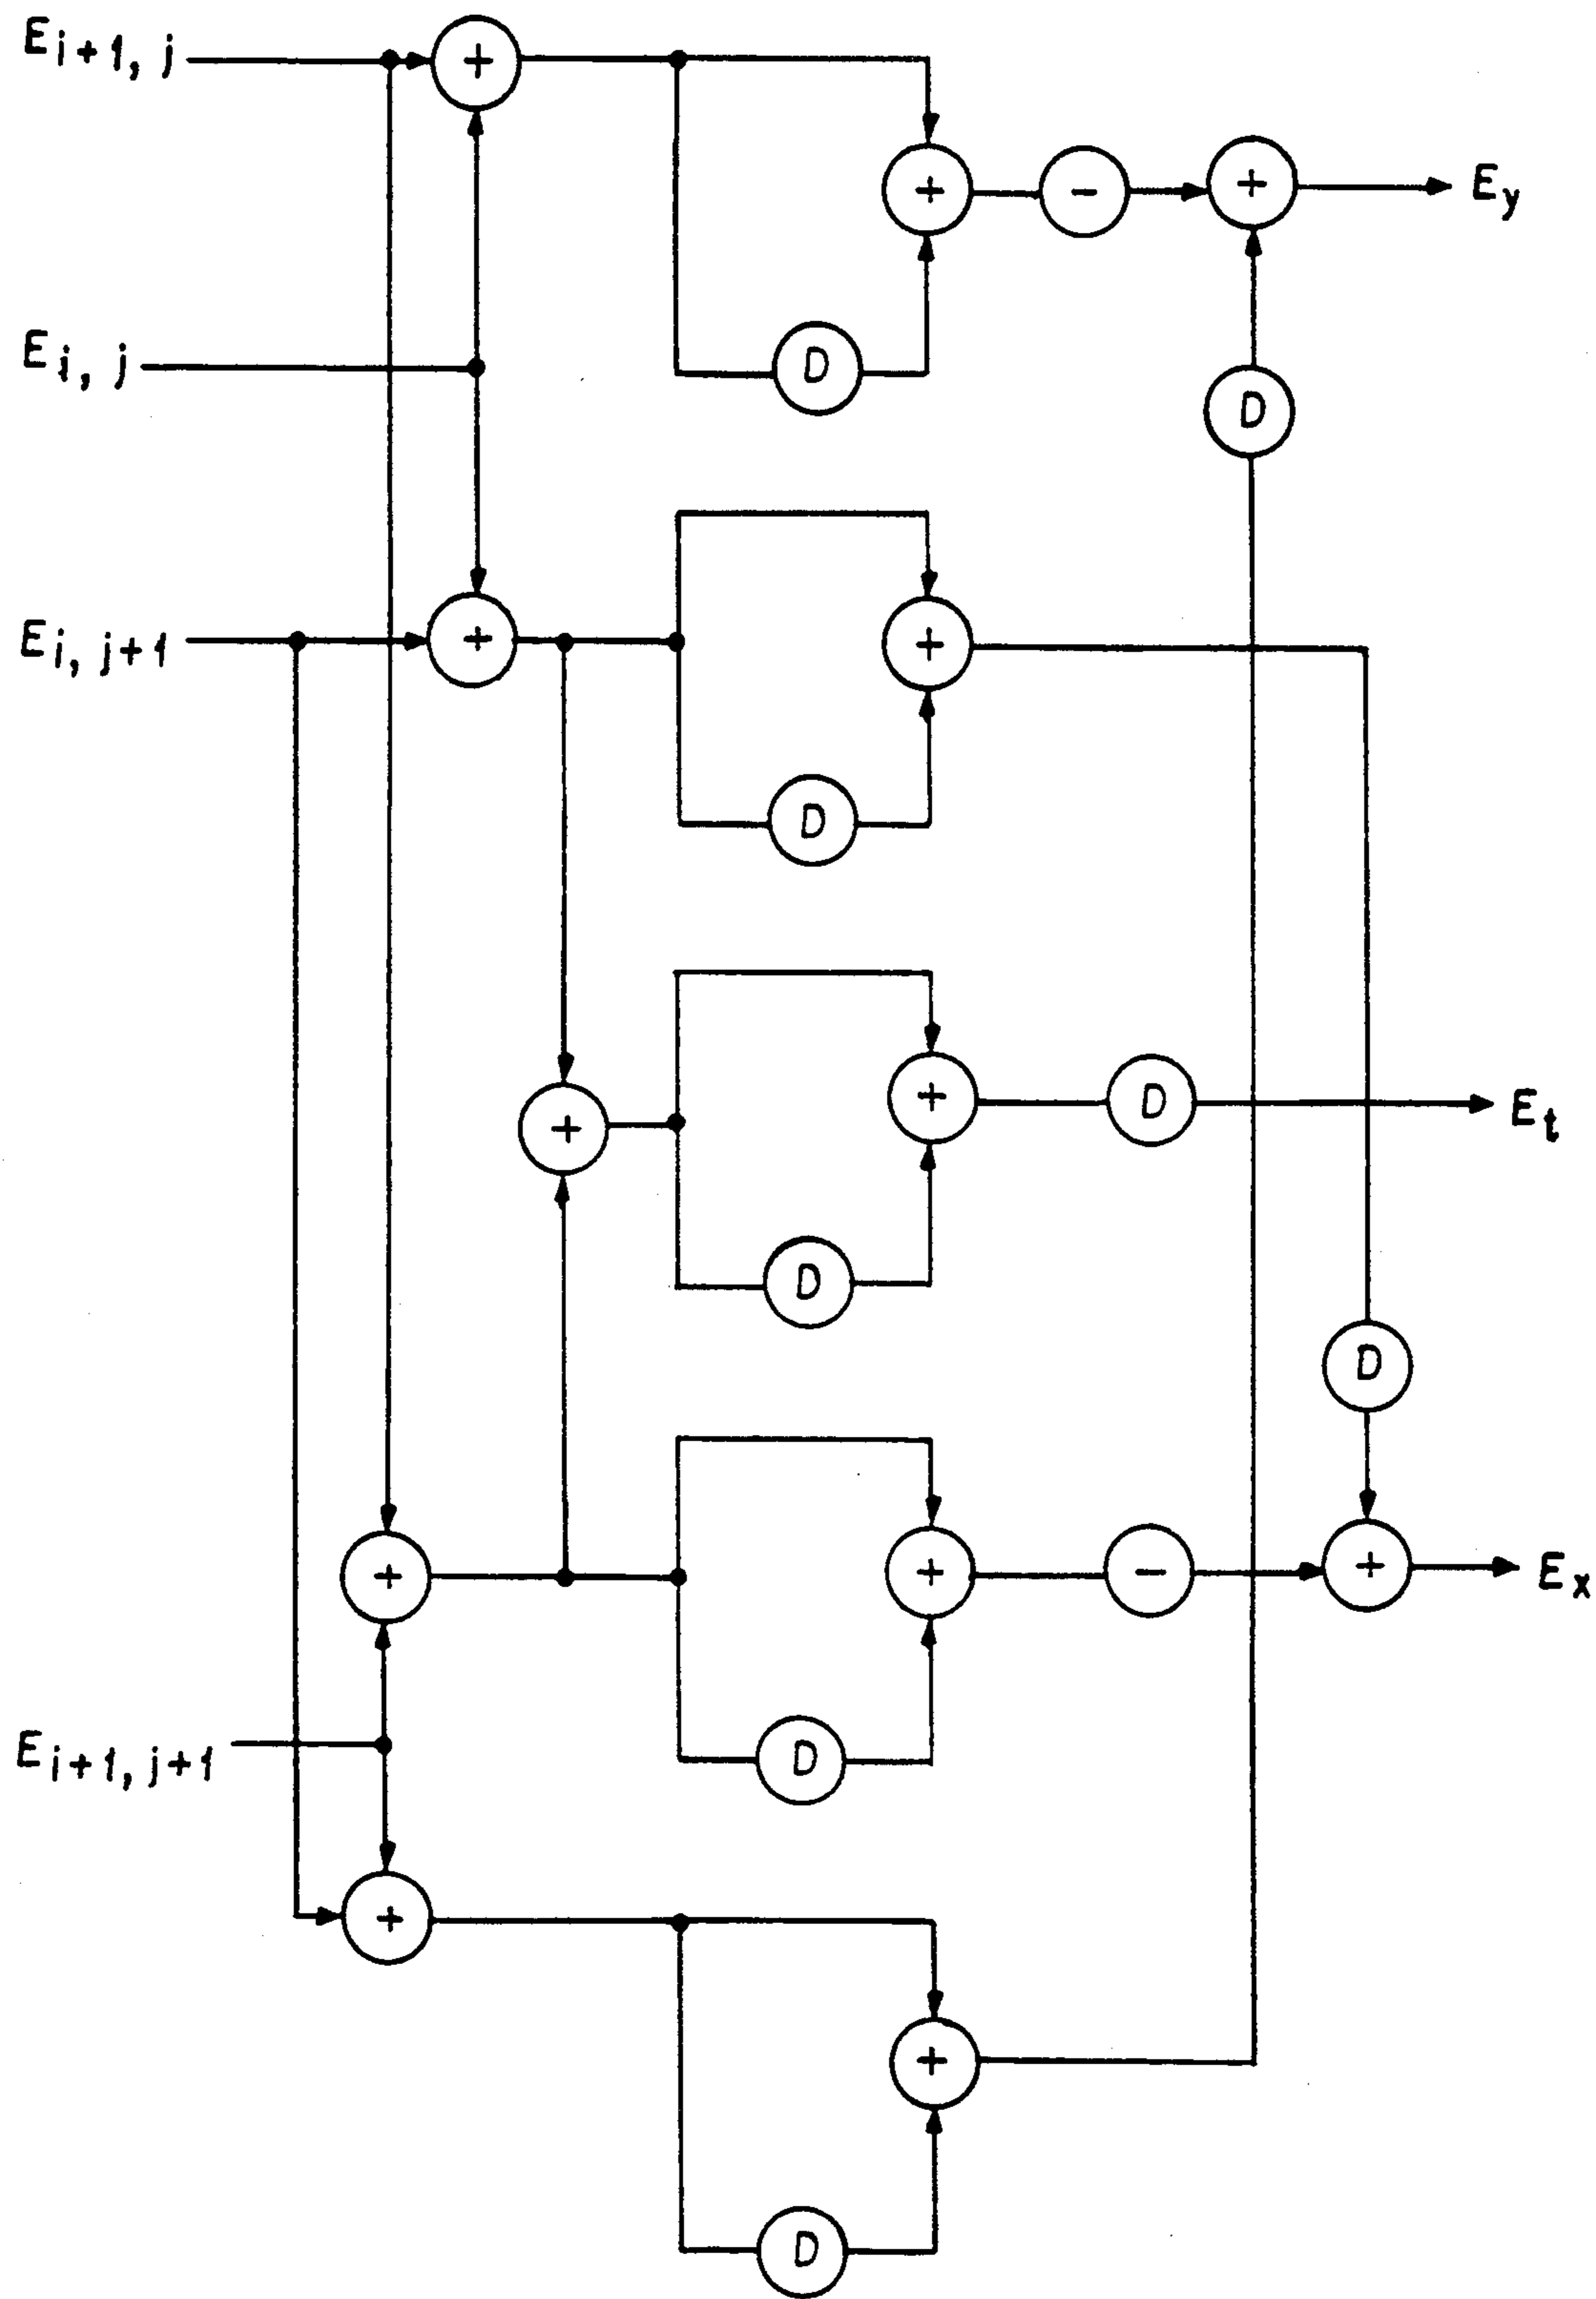 E i+1, j
+
+
+
-
+
E y
E i, j
D
D
E i, j+1
+
+
D
+
+
D
E t
D
D
+
+
-
+
E x
E i+1, j+1
D
+
+
D